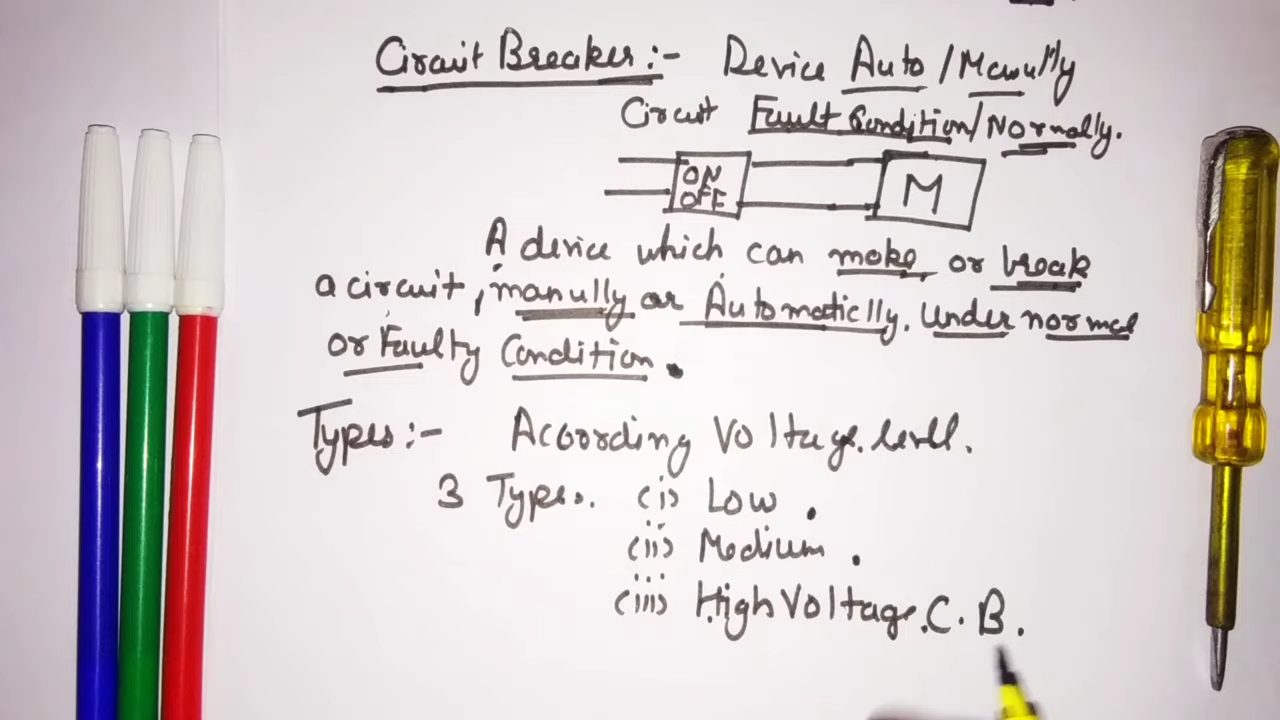 Circuit Breaker:- Device Auto/Manully
Circuit Fault Condition/Normally.
ON
OFF
M
A device which can make, or break
a circuit, manully or Automaticlly. Under normal
or Faulty Condition.
Types:- According Voltage. level.
3 Types. (i) Low.
(ii) Medium.
(iii) High Voltage. C.B.